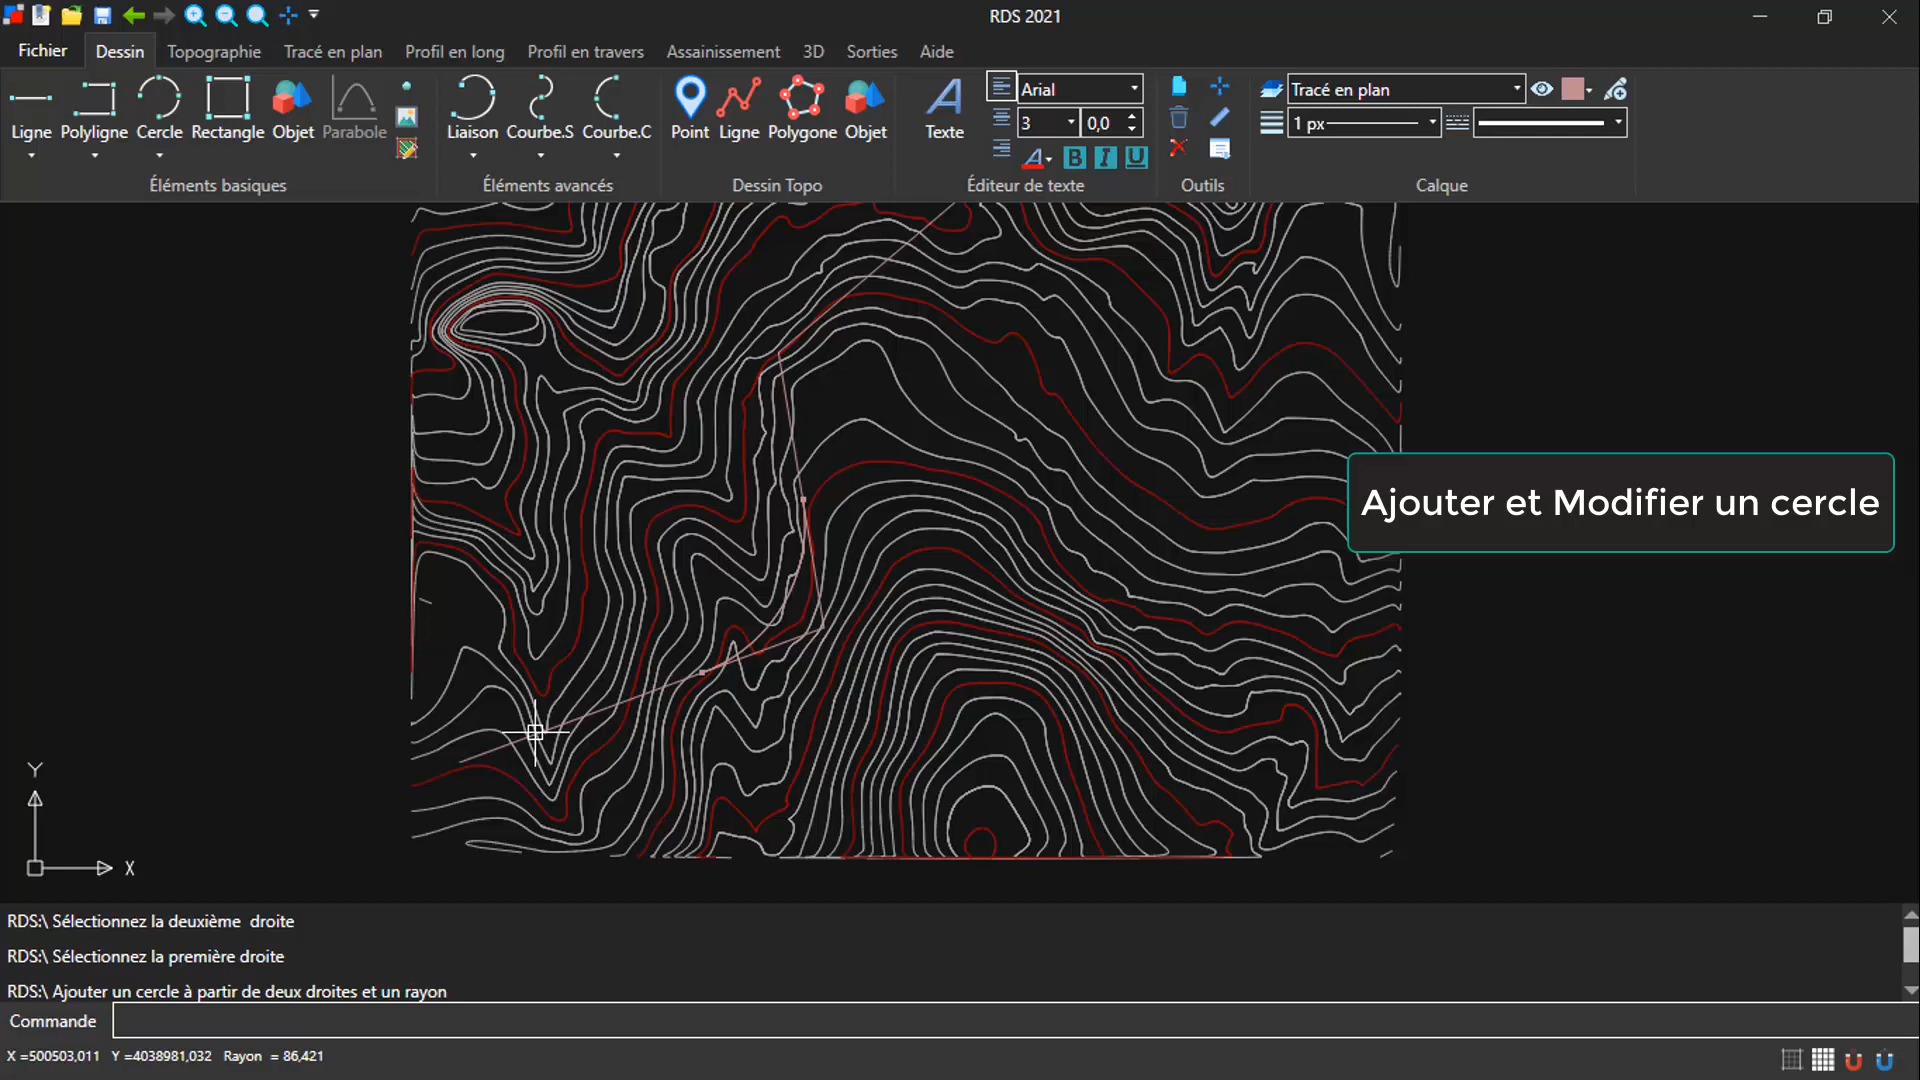 RDS 2021
Fichier Dessin Topographie Tracé en plan Profil en long Profil en travers Assainissement 3D Sorties Aide
Ligne Polyligne Cercle Rectangle Objet Parabole Liaison Courbe.S Courbe.C Point Ligne Polygone Objet Texte
Arial
3 0,0
A B I U
Tracé en plan
1 px
Éléments basiques Éléments avancés Dessin Topo Éditeur de texte Outils Calque
Ajouter et Modifier un cercle
Y
X
RDS:\ Sélectionnez la deuxième  droite
RDS:\ Sélectionnez la première droite
RDS:\ Ajouter un cercle à partir de deux droites et un rayon
Commande
X =500503,011 Y =4038981,032 Rayon = 86,421